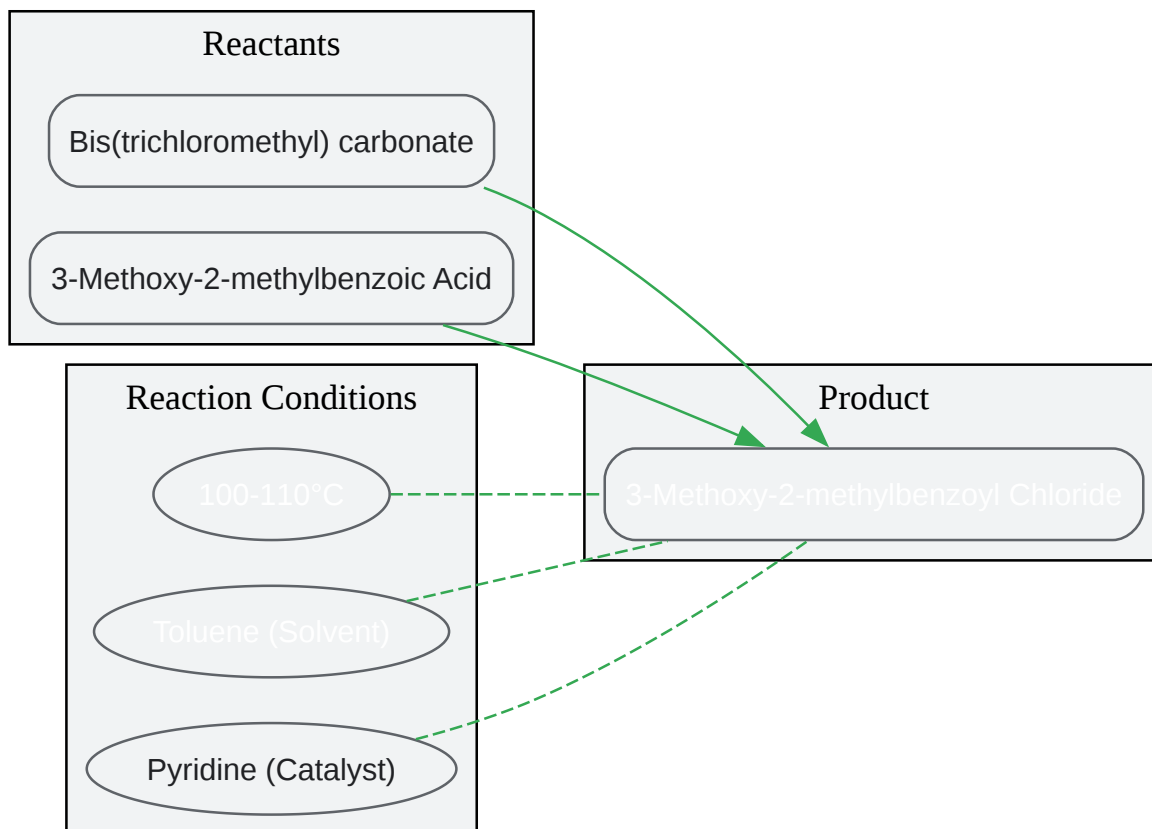 Reactants
Bis(trichloromethyl) carbonate
3-Methoxy-2-methylbenzoic Acid
Reaction Conditions
100-110°C
Toluene (Solvent)
Pyridine (Catalyst)
Product
3-Methoxy-2-methylbenzoyl Chloride